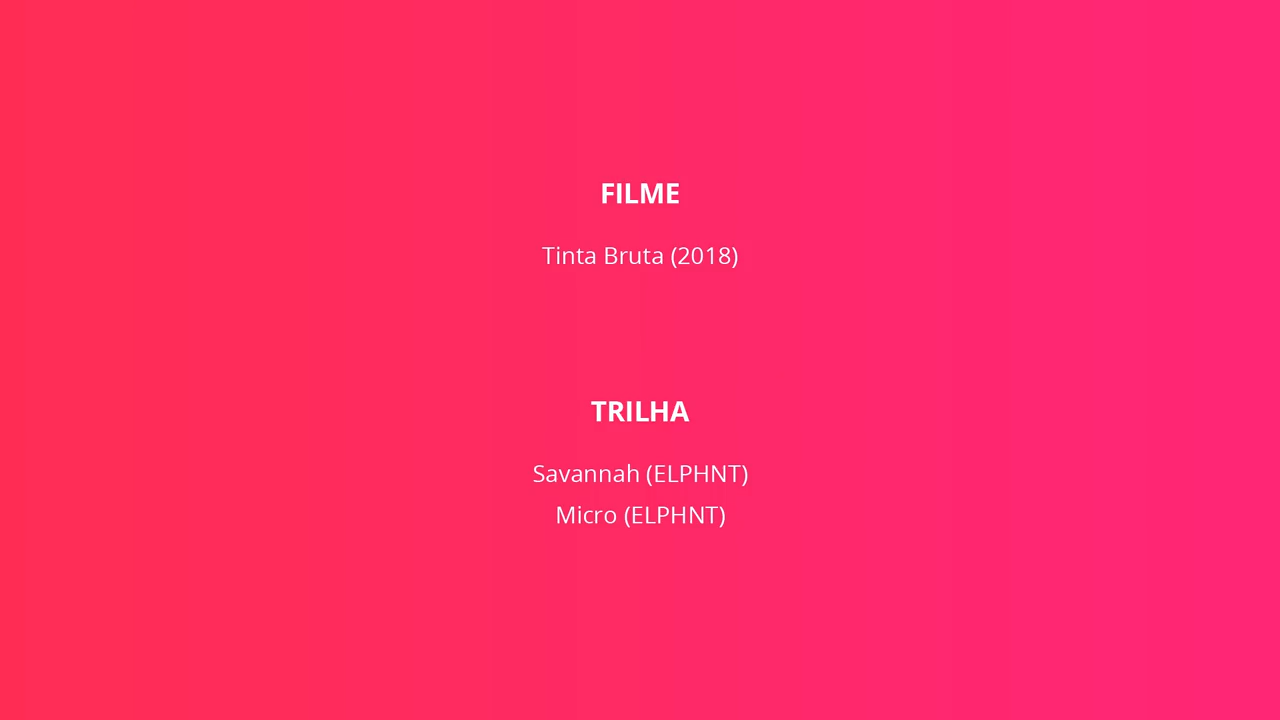 FILME
Tinta Bruta (2018)
TRILHA
Savannah (ELPHNT)
Micro (ELPHNT)